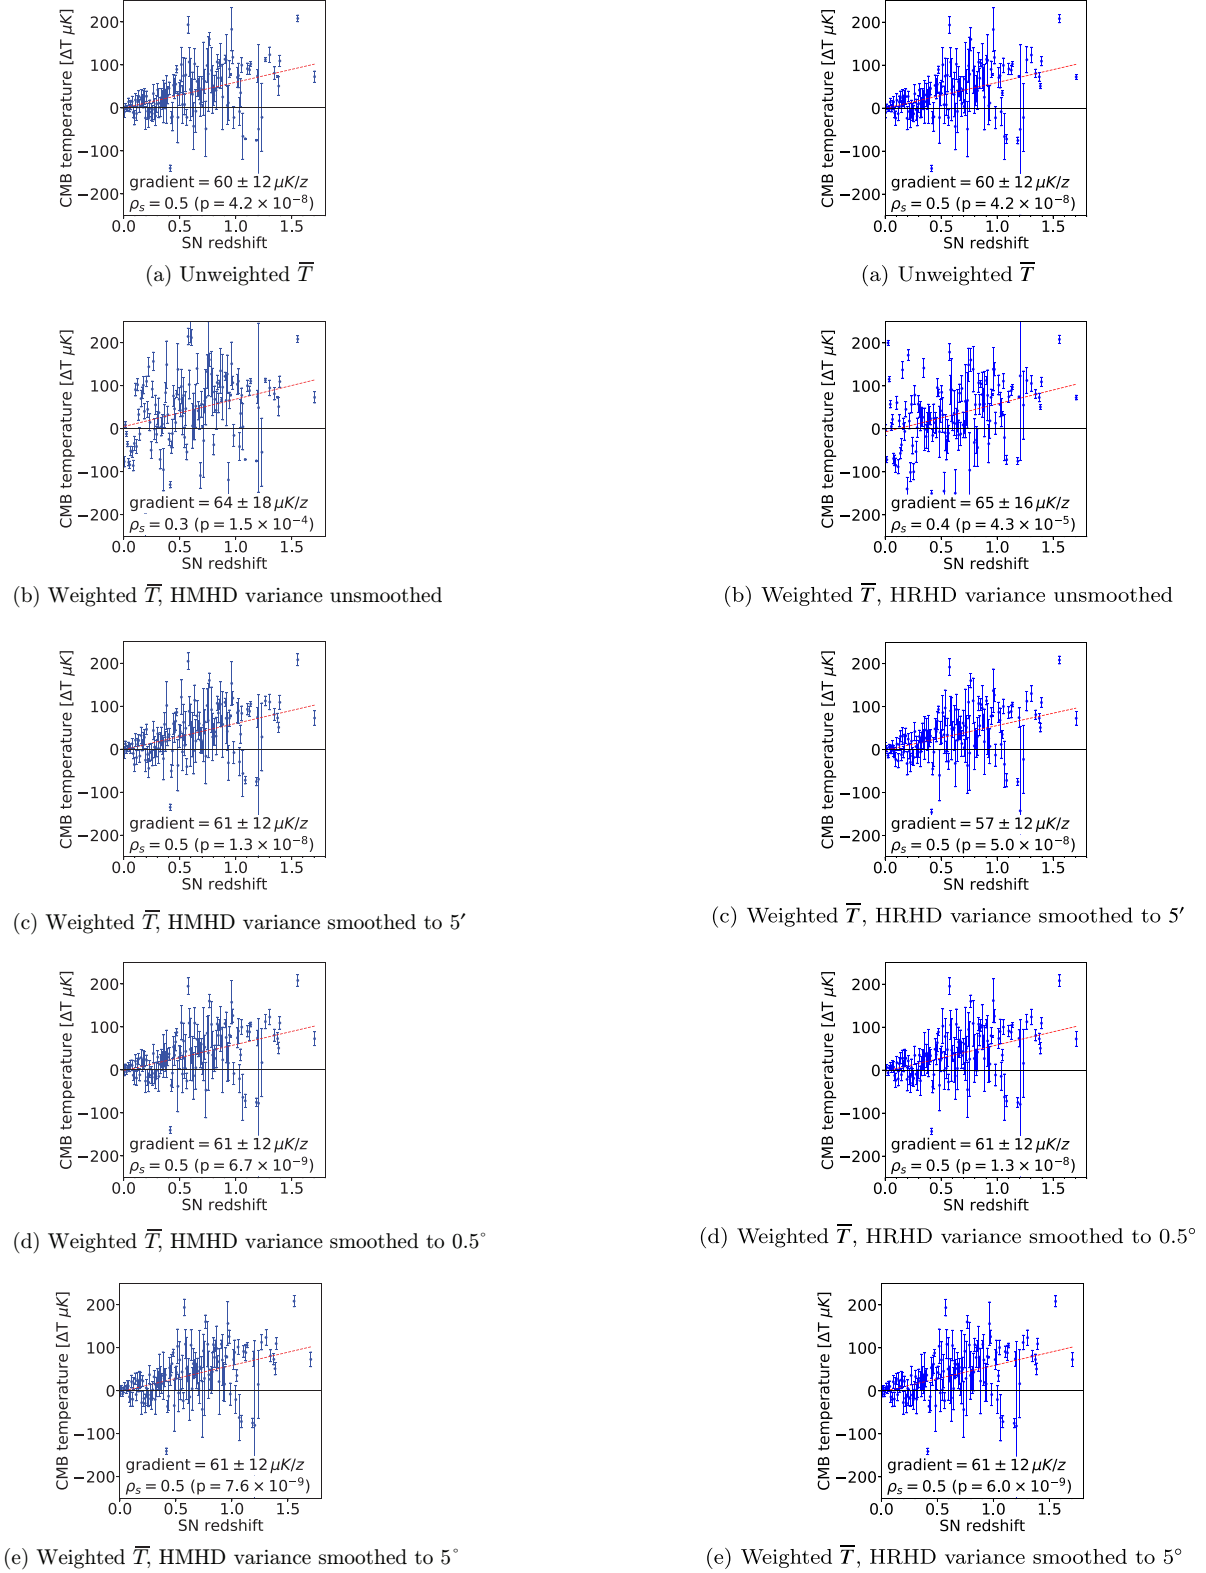 200
100
0
−100
−200
CMB temperature [ΔT μK]
gradient = 60 ± 12 μK/z
ρs = 0.5 (p = 4.2 × 10⁻⁸)
0.0 0.5 1.0 1.5
SN redshift
(a) Unweighted T̅
200
100
0
−100
−200
CMB temperature [ΔT μK]
gradient = 60 ± 12 μK/z
ρs = 0.5 (p = 4.2 × 10⁻⁸)
0.0 0.5 1.0 1.5
SN redshift
(a) Unweighted T̅
200
100
0
−100
−200
CMB temperature [ΔT μK]
gradient = 64 ± 18 μK/z
ρs = 0.3 (p = 1.5 × 10⁻⁴)
0.0 0.5 1.0 1.5
SN redshift
(b) Weighted T̅, HMHD variance unsmoothed
200
100
0
−100
−200
CMB temperature [ΔT μK]
gradient = 65 ± 16 μK/z
ρs = 0.4 (p = 4.3 × 10⁻⁵)
0.0 0.5 1.0 1.5
SN redshift
(b) Weighted T̅, HRHD variance unsmoothed
200
100
0
−100
−200
CMB temperature [ΔT μK]
gradient = 61 ± 12 μK/z
ρs = 0.5 (p = 1.3 × 10⁻⁸)
0.0 0.5 1.0 1.5
SN redshift
(c) Weighted T̅, HMHD variance smoothed to 5′
200
100
0
−100
−200
CMB temperature [ΔT μK]
gradient = 57 ± 12 μK/z
ρs = 0.5 (p = 5.0 × 10⁻⁸)
0.0 0.5 1.0 1.5
SN redshift
(c) Weighted T̅, HRHD variance smoothed to 5′
200
100
0
−100
−200
CMB temperature [ΔT μK]
gradient = 61 ± 12 μK/z
ρs = 0.5 (p = 6.7 × 10⁻⁹)
0.0 0.5 1.0 1.5
SN redshift
(d) Weighted T̅, HMHD variance smoothed to 0.5°
200
100
0
−100
−200
CMB temperature [ΔT μK]
gradient = 61 ± 12 μK/z
ρs = 0.5 (p = 1.3 × 10⁻⁸)
0.0 0.5 1.0 1.5
SN redshift
(d) Weighted T̅, HRHD variance smoothed to 0.5°
200
100
0
−100
−200
CMB temperature [ΔT μK]
gradient = 61 ± 12 μK/z
ρs = 0.5 (p = 7.6 × 10⁻⁹)
0.0 0.5 1.0 1.5
SN redshift
(e) Weighted T̅, HMHD variance smoothed to 5°
200
100
0
−100
−200
CMB temperature [ΔT μK]
gradient = 61 ± 12 μK/z
ρs = 0.5 (p = 6.0 × 10⁻⁹)
0.0 0.5 1.0 1.5
SN redshift
(e) Weighted T̅, HRHD variance smoothed to 5°